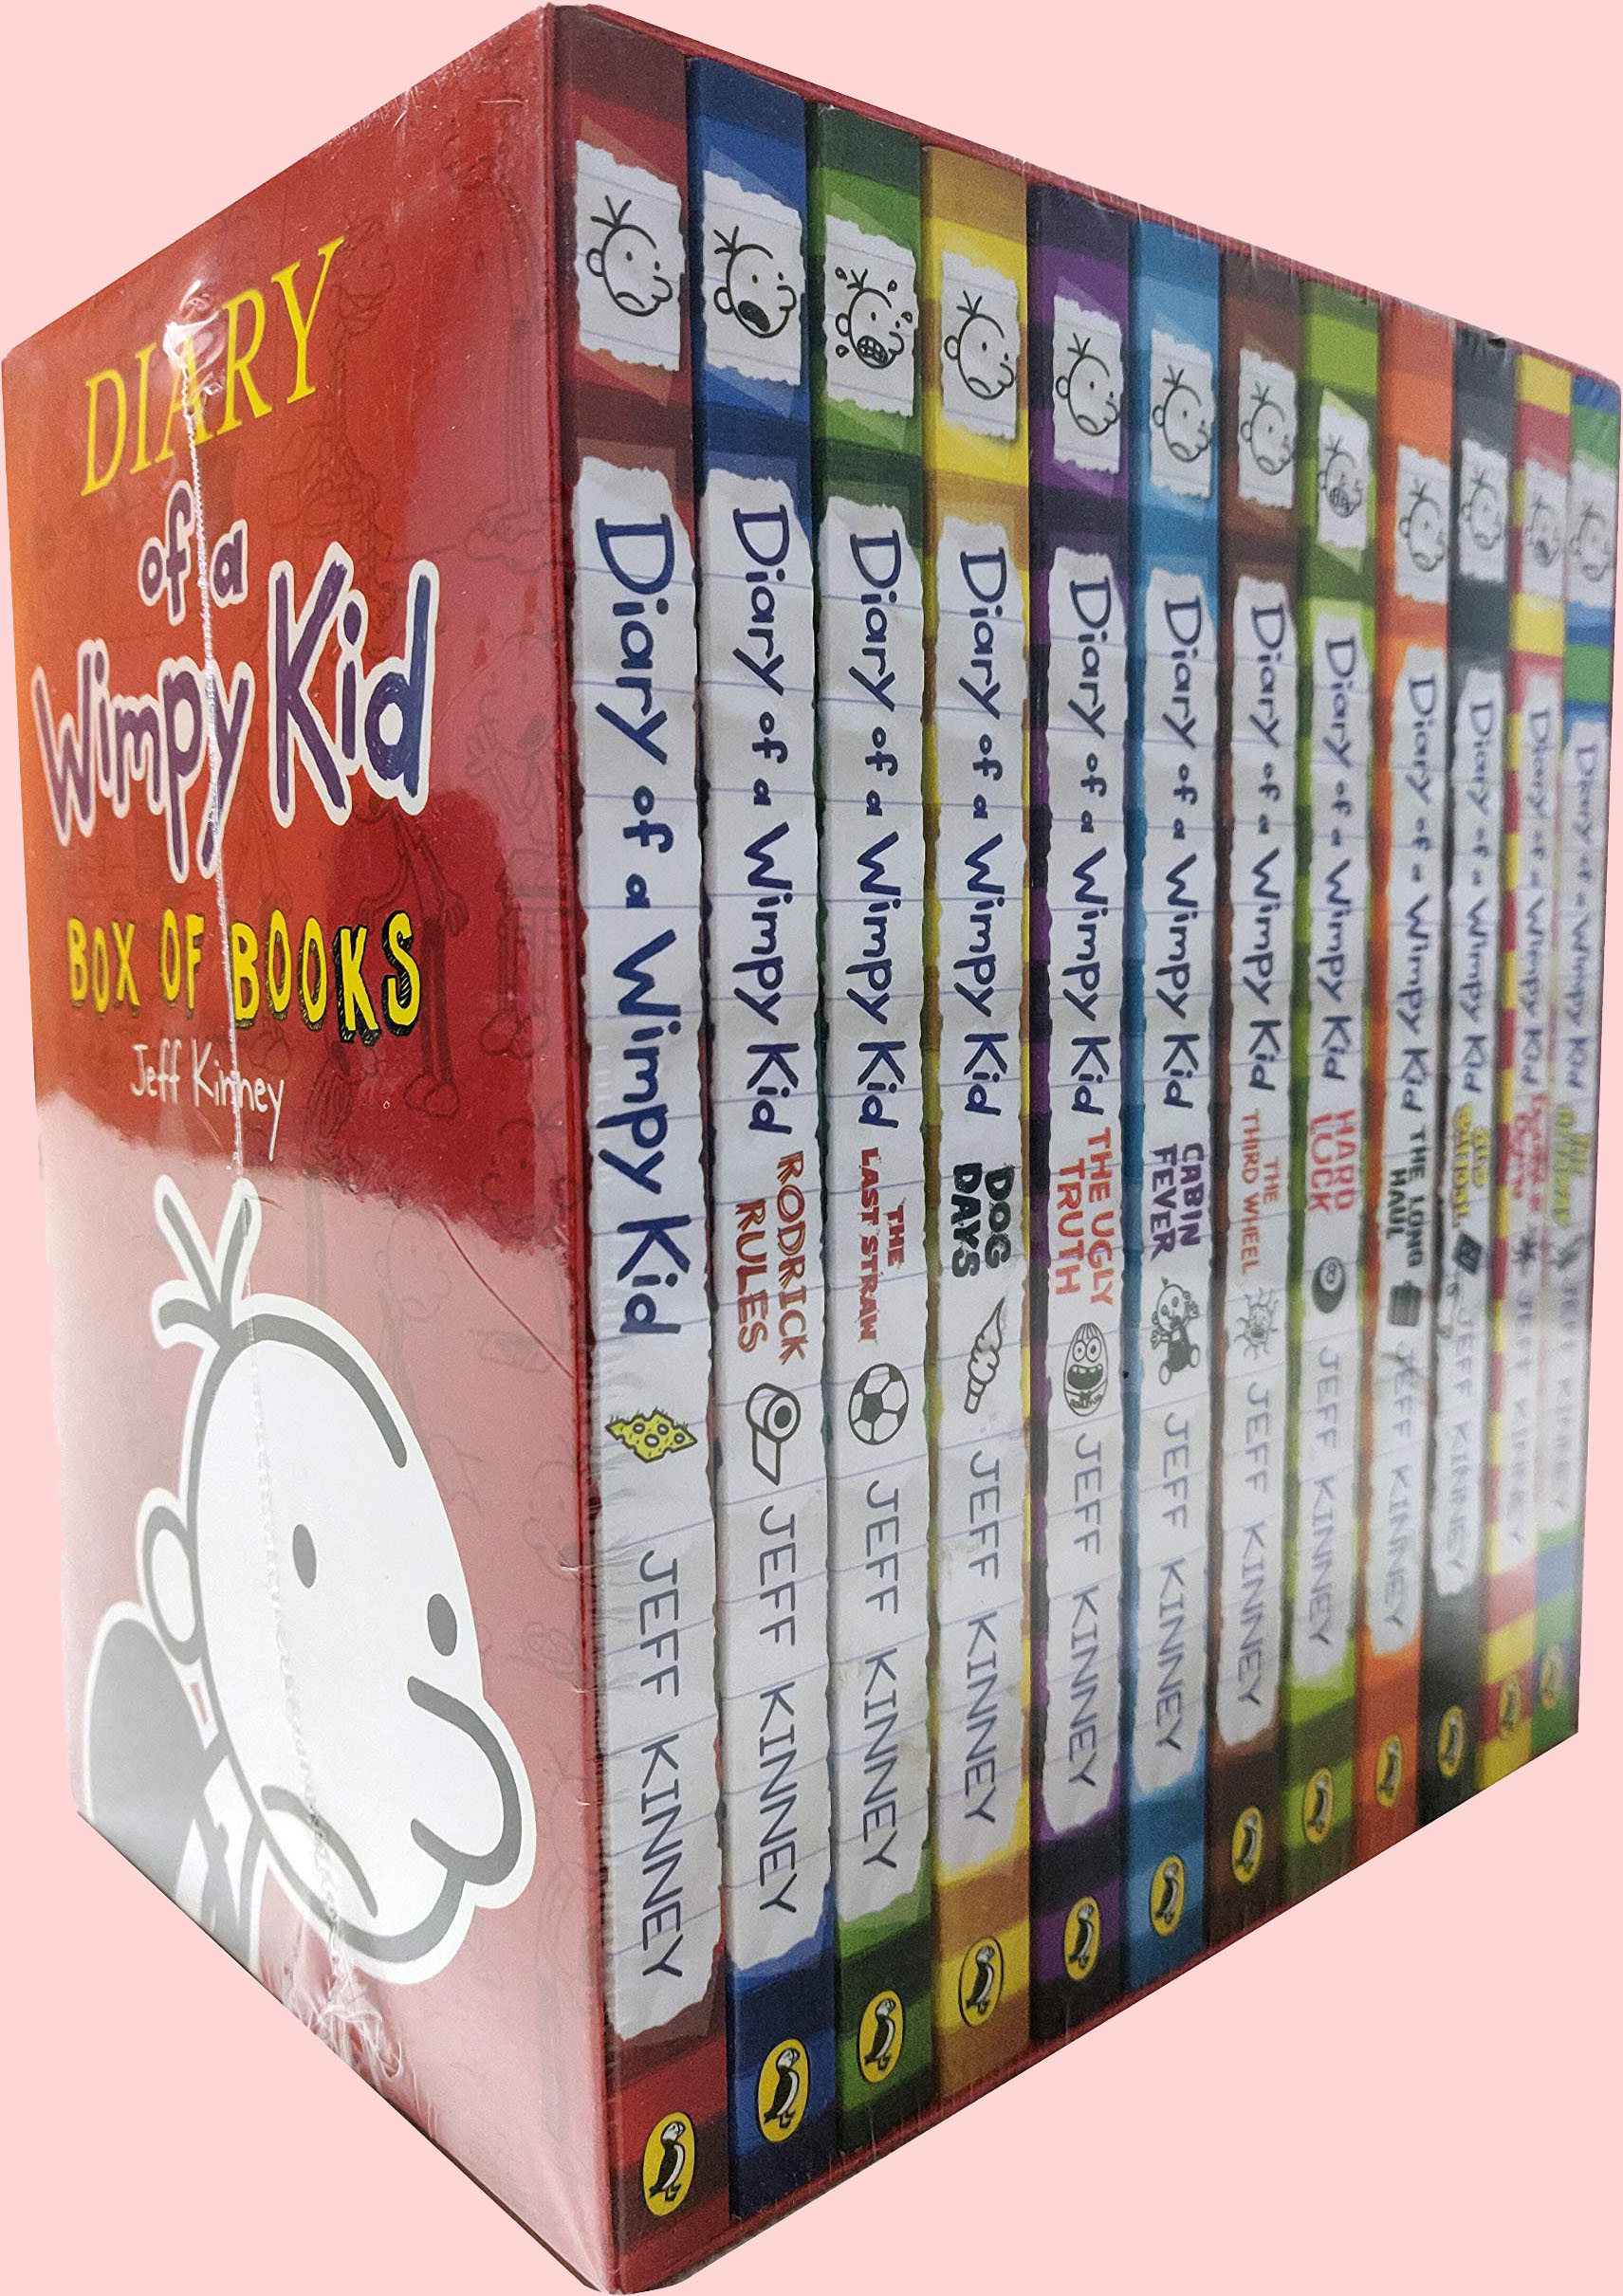 DIARY
of a
Wimpy Kid
BOX OF BOOKS
Jeff Kinney
Diary of a Wimpy Kid JEFF KINNEY
Diary of a Wimpy Kid RODRICK RULES JEFF KINNEY
Diary of a Wimpy Kid THE LAST STRAW JEFF KINNEY
Diary of a Wimpy Kid DOG DAYS JEFF KINNEY
Diary of a Wimpy Kid THE UGLY TRUTH JEFF KINNEY
Diary of a Wimpy Kid CABIN FEVER JEFF KINNEY
Diary of a Wimpy Kid THE THIRD WHEEL JEFF KINNEY
Diary of a Wimpy Kid HARD LUCK JEFF KINNEY
Diary of a Wimpy Kid THE LONG HAUL JEFF KINNEY
Diary of a Wimpy Kid OLD SCHOOL JEFF KINNEY
Diary of a Wimpy Kid DOUBLE DOWN JEFF KINNEY
Diary of a Wimpy Kid JEFF KINNEY